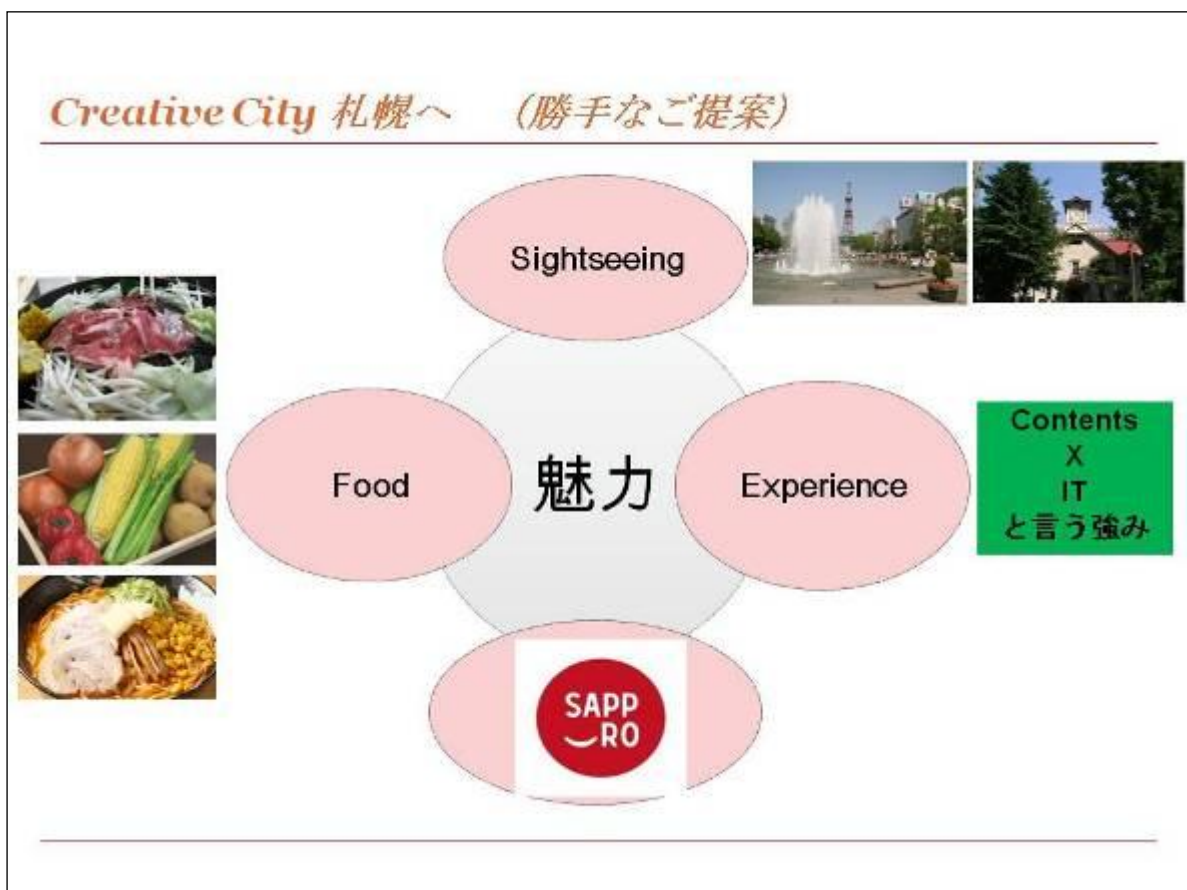 Creative City 札幌へ (勝手なご提案)
Sightseeing
Food
魅力
Experience
Contents
X
IT
と言う強み
SAPP
RO